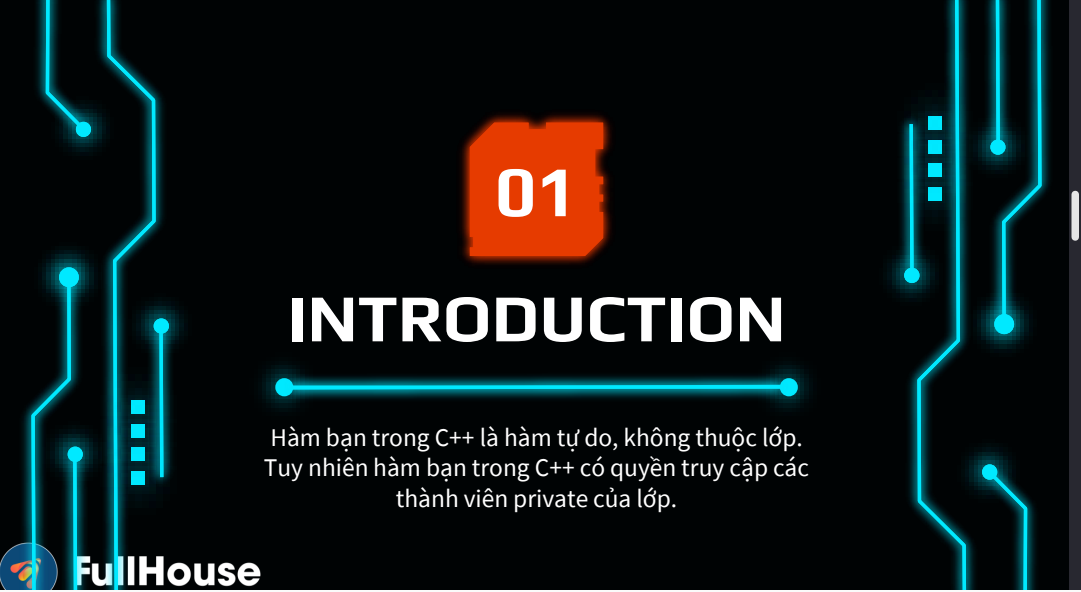 01
INTRODUCTION
Hàm bạn trong C++ là hàm tự do, không thuộc lớp.
Tuy nhiên hàm bạn trong C++ có quyền truy cập các
thành viên private của lớp.
FullHouse